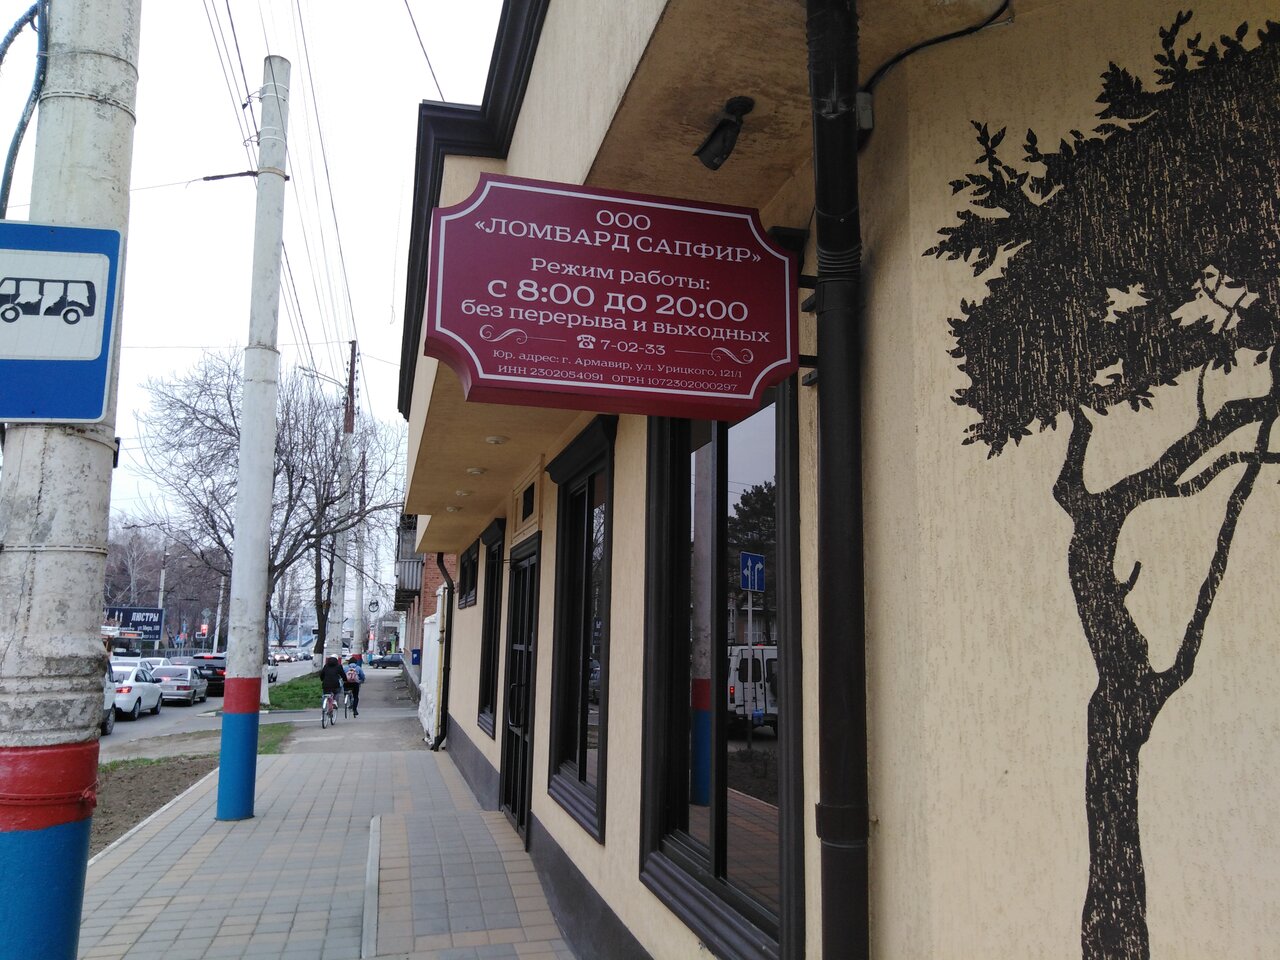 ООО
«ЛОМБАРД САПФИР»
Режим работы:
с 8:00 до 20:00
без перерыва и выходных
☎ 7-02-33
Юр. адрес: г. Армавир, ул. Урицкого, 121/1
ИНН 2302054091 ОГРН 1072302000297
ЛЮСТРЫ